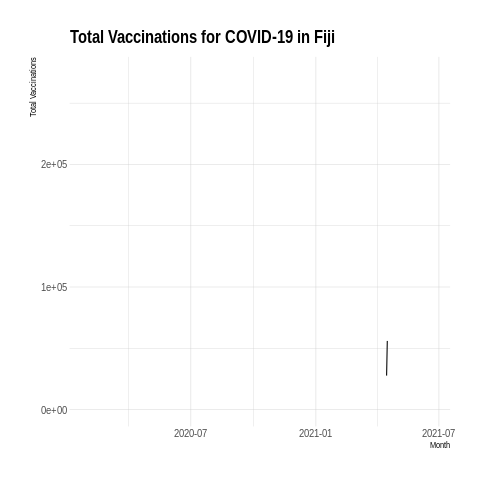 Total Vaccinations for COVID-19 in Fiji
Total Vaccinations
2e+05
1e+05
0e+00
2020-07
2021-01
2021-07
Month